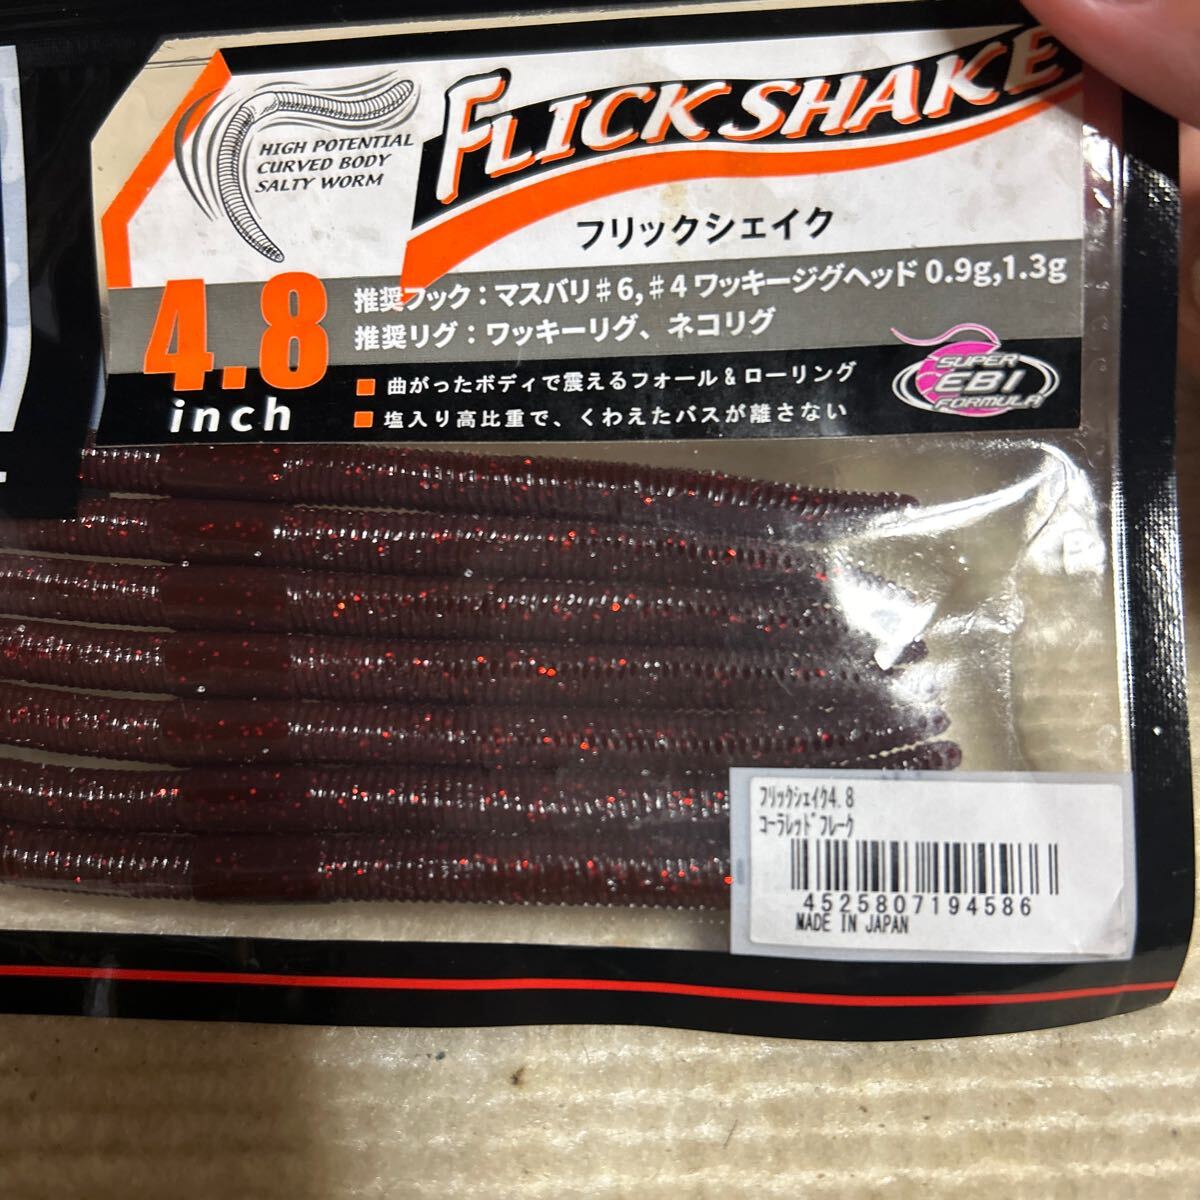 HIGH POTENTIAL
CURVED BODY
SALTY WORM
FLICK SHAKE
フリックシェイク
4.8
inch
推奨フック：マスバリ♯6,♯4 ワッキージグヘッド 0.9g,1.3g
推奨リグ：ワッキーリグ、ネコリグ
■ 曲がったボディで震えるフォール＆ローリング
■ 塩入り高比重で、くわえたバスが離さない
SUPER
EBI
FORMULA
フリックシェイク4.8
コーラレッドフレーク
4525807194586
MADE IN JAPAN